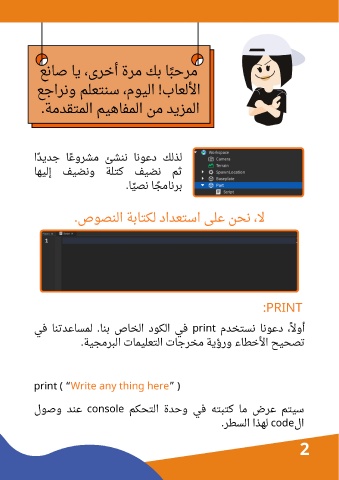 مرحبًا بك مرة أخرى، يا صانع
الألعاب! اليوم، سنتعلم ونراجع
المزيد من المفاهيم المتقدمة.
لذلك دعونا ننشئ مشروعًا جديدًا
ثم نضيف كتلة ونضيف إليها
برنامجًا نصيًا.
Workspace
Camera
Terrain
SpawnLocation
Baseplate
Part
Script
لا، نحن على استعداد لكتابة النصوص.
1
PRINT:
أولاً، دعونا نستخدم print في الكود الخاص بنا. لمساعدتنا في
تصحيح الأخطاء ورؤية مخرجات التعليمات البرمجية.
print ( “Write any thing here” )
سيتم عرض ما كتبته في وحدة التحكم console عند وصول
الcode لهذا السطر.
2